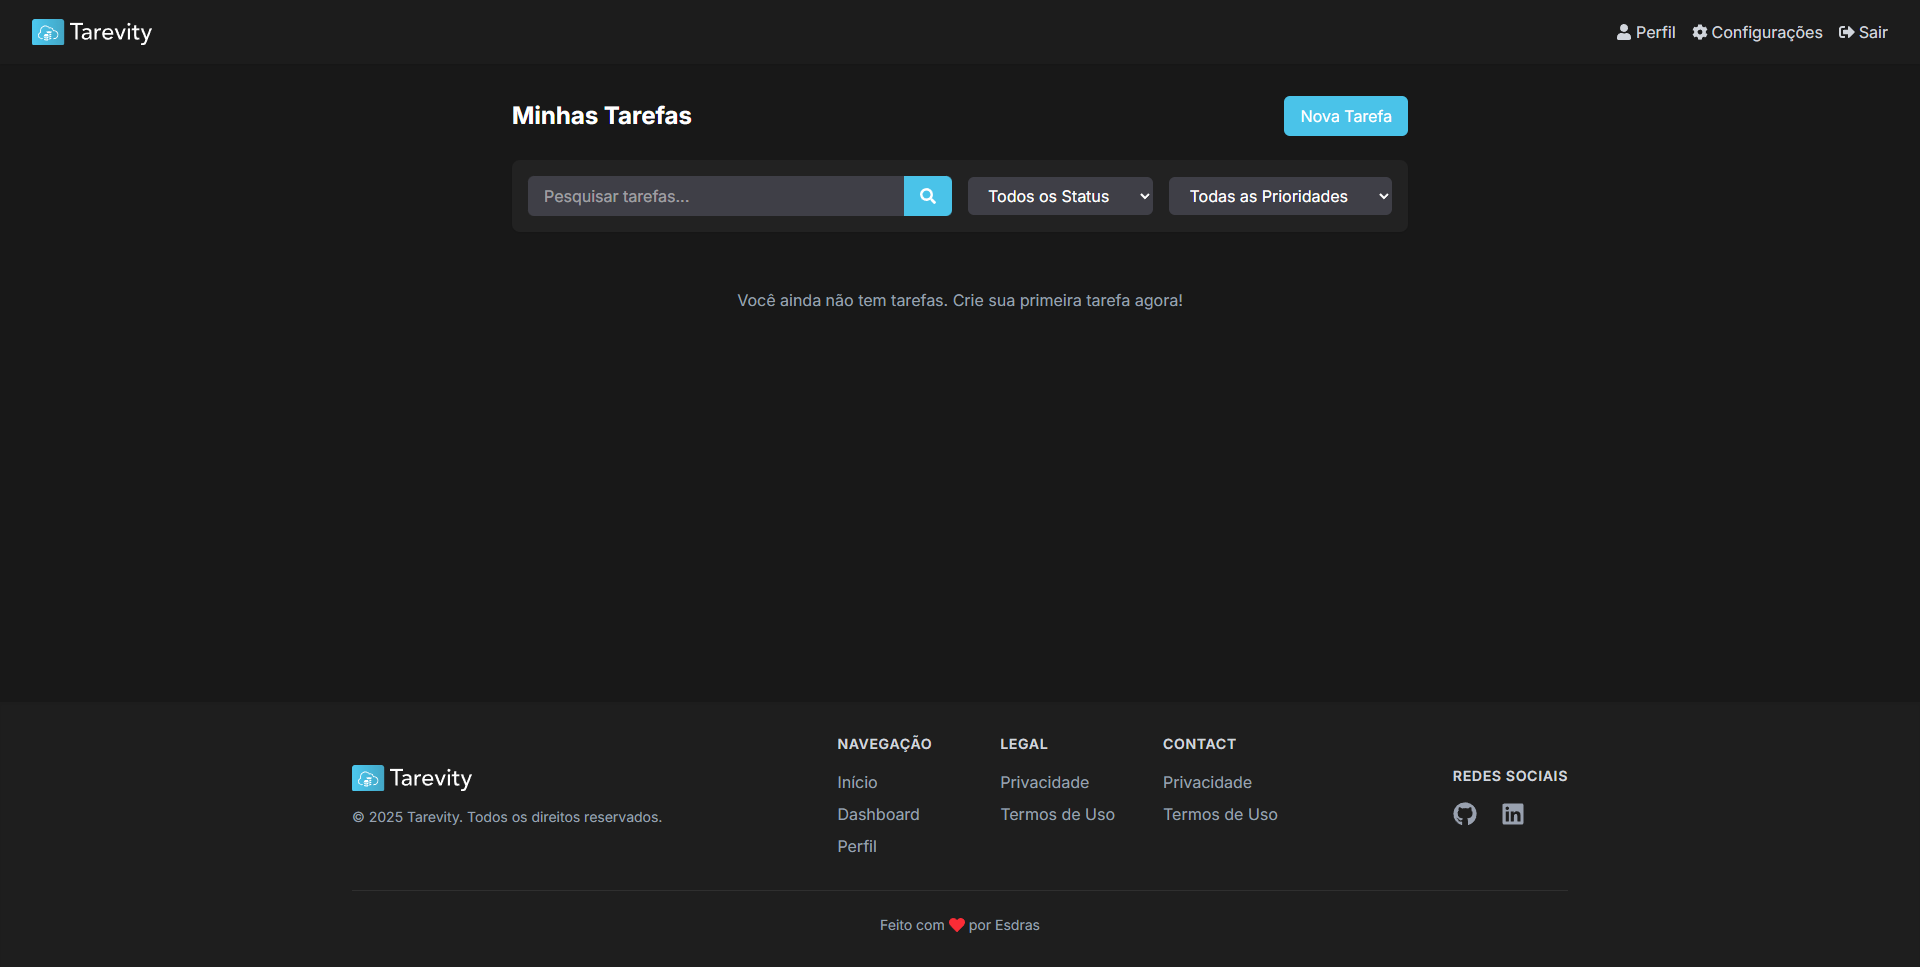 Tarevity
Perfil Configurações Sair
Minhas Tarefas
Nova Tarefa
Pesquisar tarefas...
Todos os Status
Todas as Prioridades
Você ainda não tem tarefas. Crie sua primeira tarefa agora!
Tarevity
© 2025 Tarevity. Todos os direitos reservados.
NAVEGAÇÃO
Início
Dashboard
Perfil
LEGAL
Privacidade
Termos de Uso
CONTACT
Privacidade
Termos de Uso
REDES SOCIAIS
Feito com ❤ por Esdras